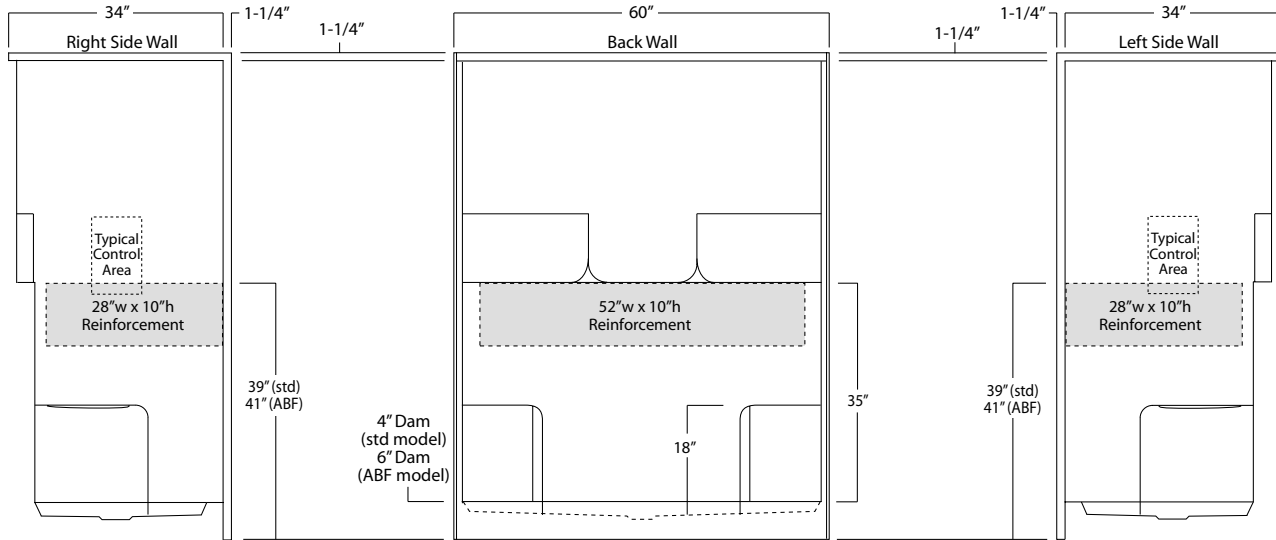 34” 1-1/4” 60” 1-1/4” 34”
Right Side Wall 1-1/4” Back Wall 1-1/4” Left Side Wall
Typical
Control
Area
Typical
Control
Area
28”w x 10”h
Reinforcement
52”w x 10”h
Reinforcement
28”w x 10”h
Reinforcement
39” (std)
41” (ABF)
4” Dam
(std model)
6” Dam
(ABF model)
18”
35”
39” (std)
41” (ABF)